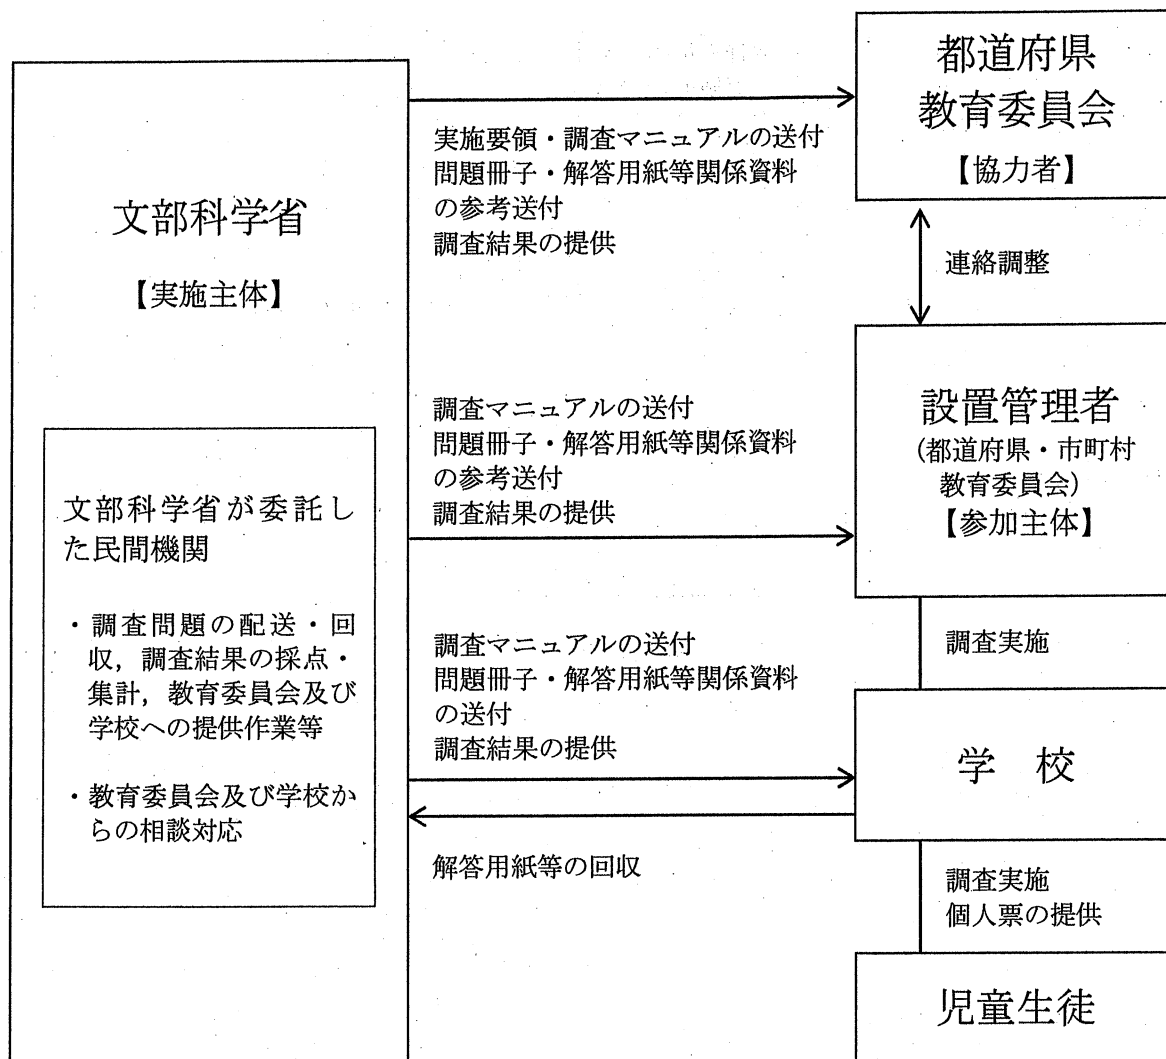 文部科学省
【実施主体】
文部科学省が委託し
た民間機関
・調査問題の配送・回
収，調査結果の採点・
集計，教育委員会及び
学校への提供作業等
・教育委員会及び学校か
らの相談対応
実施要領・調査マニュアルの送付
問題冊子・解答用紙等関係資料
の参考送付
調査結果の提供
都道府県
教育委員会
【協力者】
連絡調整
調査マニュアルの送付
問題冊子・解答用紙等関係資料
の参考送付
調査結果の提供
設置管理者
(都道府県・市町村
教育委員会)
【参加主体】
調査実施
調査マニュアルの送付
問題冊子・解答用紙等関係資料
の送付
調査結果の提供
学　校
解答用紙等の回収
調査実施
個人票の提供
児童生徒